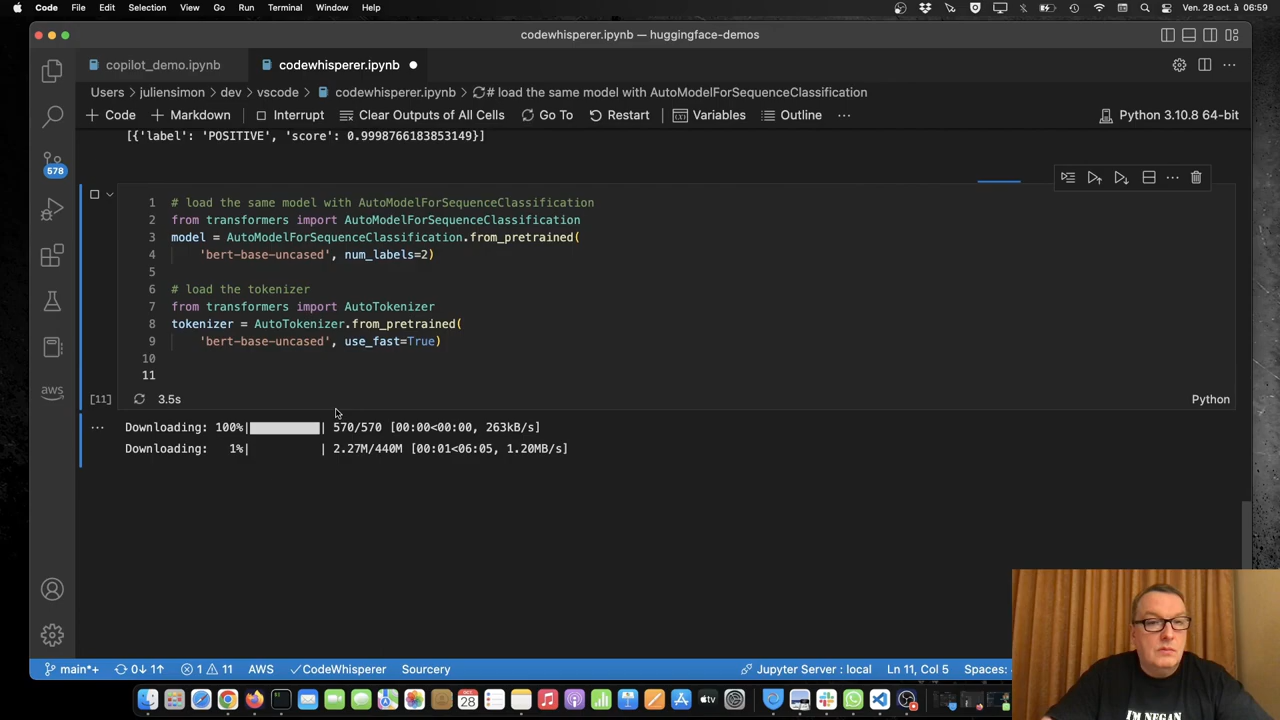 Code File Edit Selection View Go Run Terminal Window Help Ven. 28 oct. à 06:59
codewhisperer.ipynb — huggingface-demos
copilot_demo.ipynb codewhisperer.ipynb
Users juliensimon dev vscode codewhisperer.ipynb # load the same model with AutoModelForSequenceClassification
Code Markdown Interrupt Clear Outputs of All Cells Go To Restart Variables Outline ··· Python 3.10.8 64-bit
[{'label': 'POSITIVE', 'score': 0.9998766183853149}]
578
1 # load the same model with AutoModelForSequenceClassification
2 from transformers import AutoModelForSequenceClassification
3 model = AutoModelForSequenceClassification.from_pretrained(
4 'bert-base-uncased', num_labels=2)
5
6 # load the tokenizer
7 from transformers import AutoTokenizer
8 tokenizer = AutoTokenizer.from_pretrained(
9 'bert-base-uncased', use_fast=True)
10
11
[11] 3.5s Python
aws
Downloading: 100%| | 570/570 [00:00<00:00, 263kB/s]
Downloading: 1%| | 2.27M/440M [00:01<06:05, 1.20MB/s]
I'M NEGAN
main*+ 0↓ 1↑ 1 11 AWS CodeWhisperer Sourcery Jupyter Server : local Ln 11, Col 5 Spaces:
OCT
28
tv